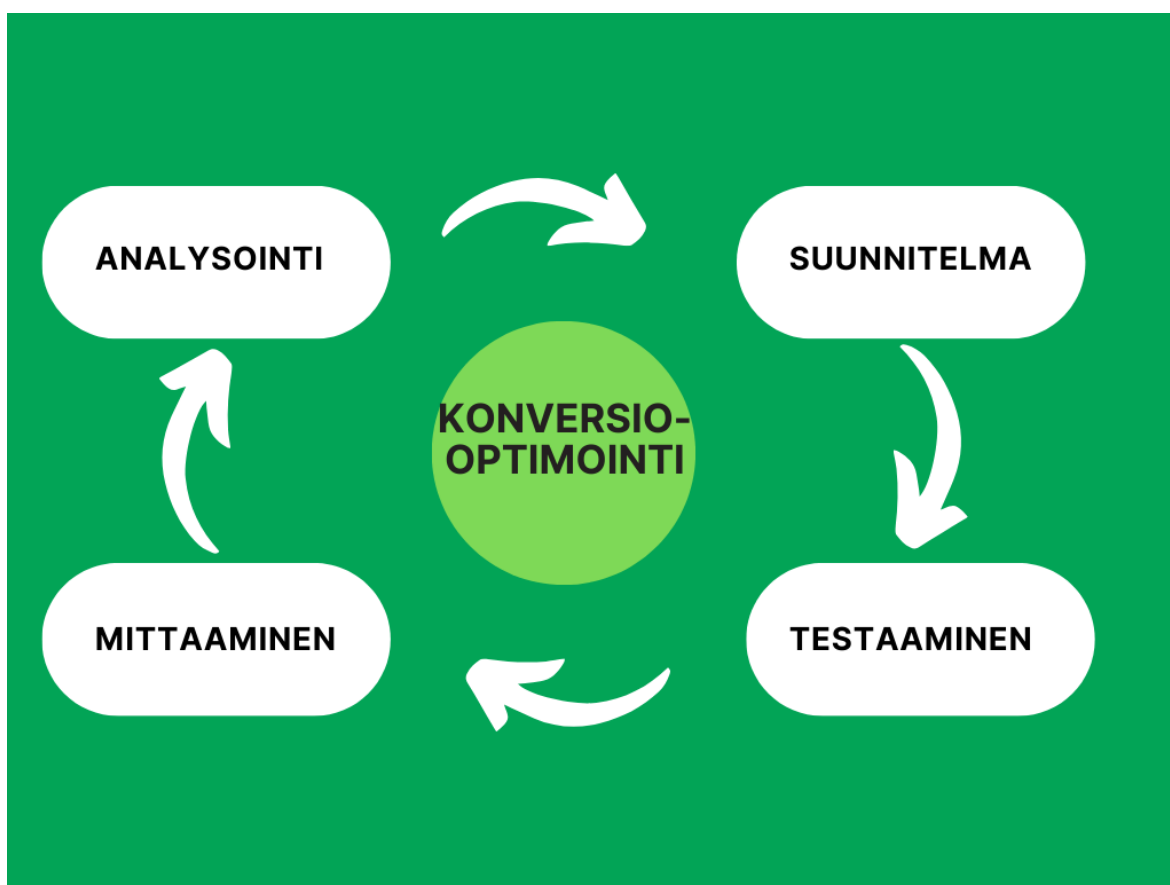 ANALYSOINTI
SUUNNITELMA
KONVERSIO-
OPTIMOINTI
MITTAAMINEN
TESTAAMINEN